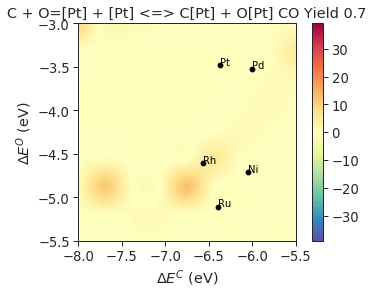 C + O=[Pt] + [Pt] <=> C[Pt] + O[Pt] CO Yield 0.7
−3.0
−3.5
−4.0
−4.5
−5.0
−5.5
ΔE^O (eV)
Pt
Pd
Rh
Ni
Ru
−8.0 −7.5 −7.0 −6.5 −6.0 −5.5
ΔE^C (eV)
30
20
10
0
−10
−20
−30